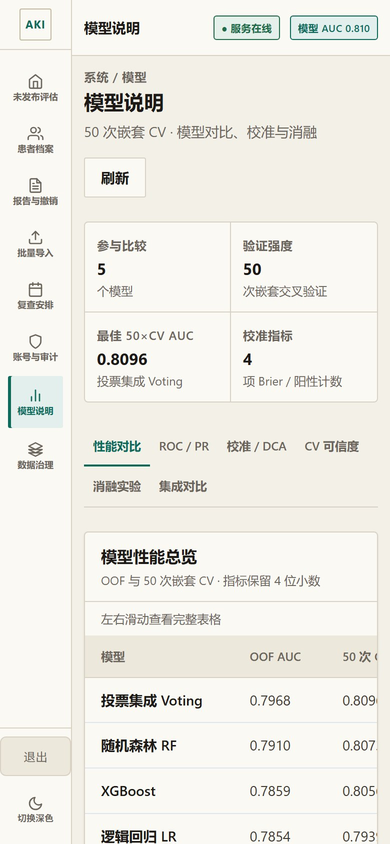 AKI
模型说明
服务在线
模型 AUC 0.810
未发布评估
患者档案
报告与撤销
批量导入
复查安排
账号与审计
模型说明
数据治理
退出
切换深色
系统 / 模型
模型说明
50 次嵌套 CV · 模型对比、校准与消融
刷新
参与比较
5
个模型
验证强度
50
次嵌套交叉验证
最佳 50×CV AUC
0.8096
投票集成 Voting
校准指标
4
项 Brier / 阳性计数
性能对比 ROC / PR 校准 / DCA CV 可信度
消融实验 集成对比
模型性能总览
OOF 与 50 次嵌套 CV · 指标保留 4 位小数
左右滑动查看完整表格
模型 OOF AUC 50 次
投票集成 Voting 0.7968 0.809
随机森林 RF 0.7910 0.807
XGBoost 0.7859 0.805
逻辑回归 LR 0.7854 0.793